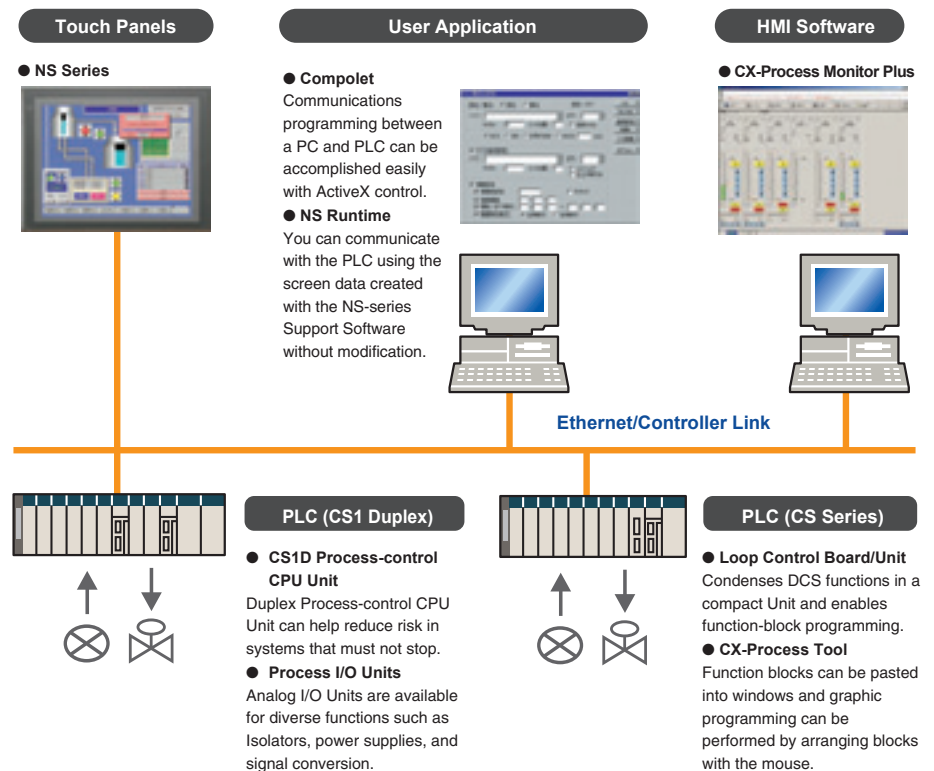 Touch Panels
● NS Series
User Application
● Compolet
Communications
programming between
a PC and PLC can be
accomplished easily
with ActiveX control.
● NS Runtime
You can communicate
with the PLC using the
screen data created
with the NS-series
Support Software
without modification.
HMI Software
● CX-Process Monitor Plus
Ethernet/Controller Link
PLC (CS1 Duplex)
● CS1D Process-control
CPU Unit
Duplex Process-control CPU
Unit can help reduce risk in
systems that must not stop.
● Process I/O Units
Analog I/O Units are available
for diverse functions such as
Isolators, power supplies, and
signal conversion.
PLC (CS Series)
● Loop Control Board/Unit
Condenses DCS functions in a
compact Unit and enables
function-block programming.
● CX-Process Tool
Function blocks can be pasted
into windows and graphic
programming can be
performed by arranging blocks
with the mouse.